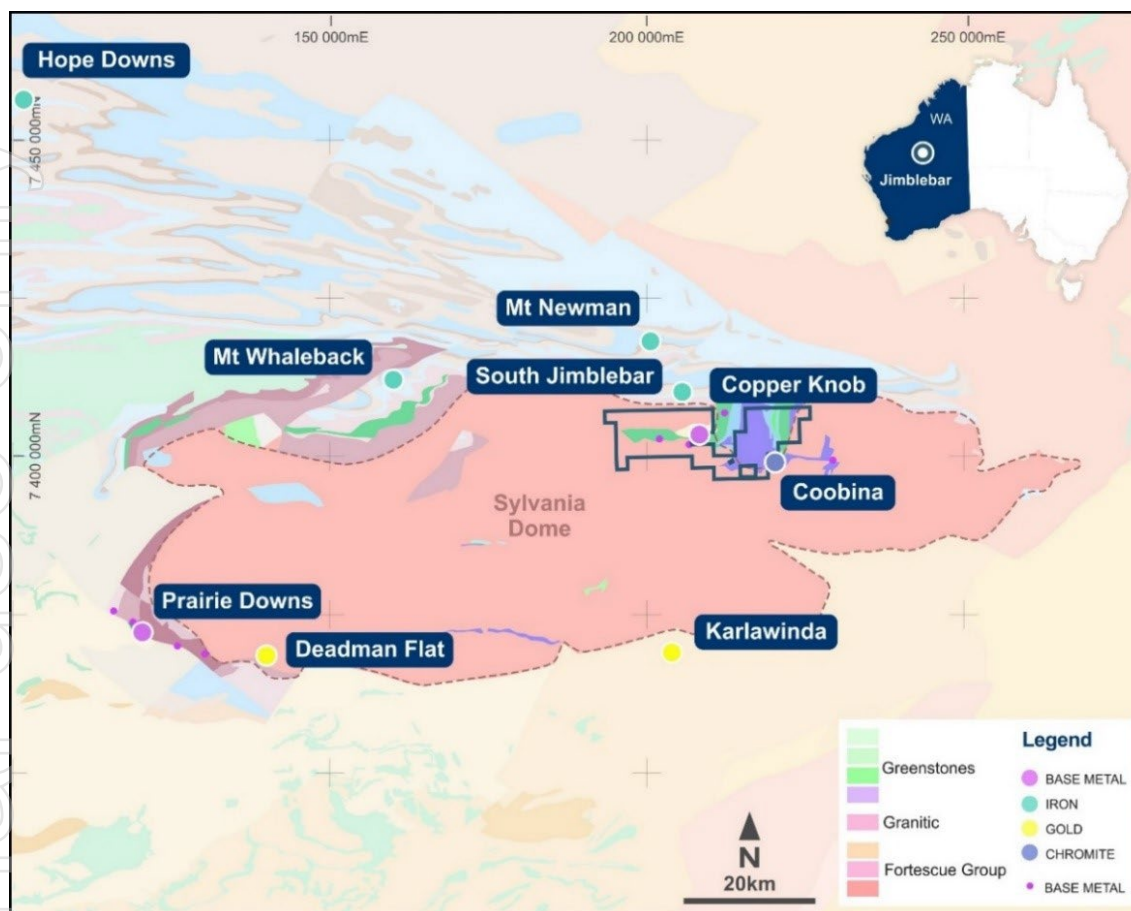 150 000mE
200 000mE
250 000mE
Hope Downs
7 450 000mN
WA
Jimblebar
Mt Newman
Mt Whaleback
South Jimblebar
Copper Knob
7 400 000mN
Coobina
Sylvania
Dome
Prairie Downs
Deadman Flat
Karlawinda
Legend
Greenstones
Granitic
Fortescue Group
BASE METAL
IRON
GOLD
CHROMITE
BASE METAL
N
20km